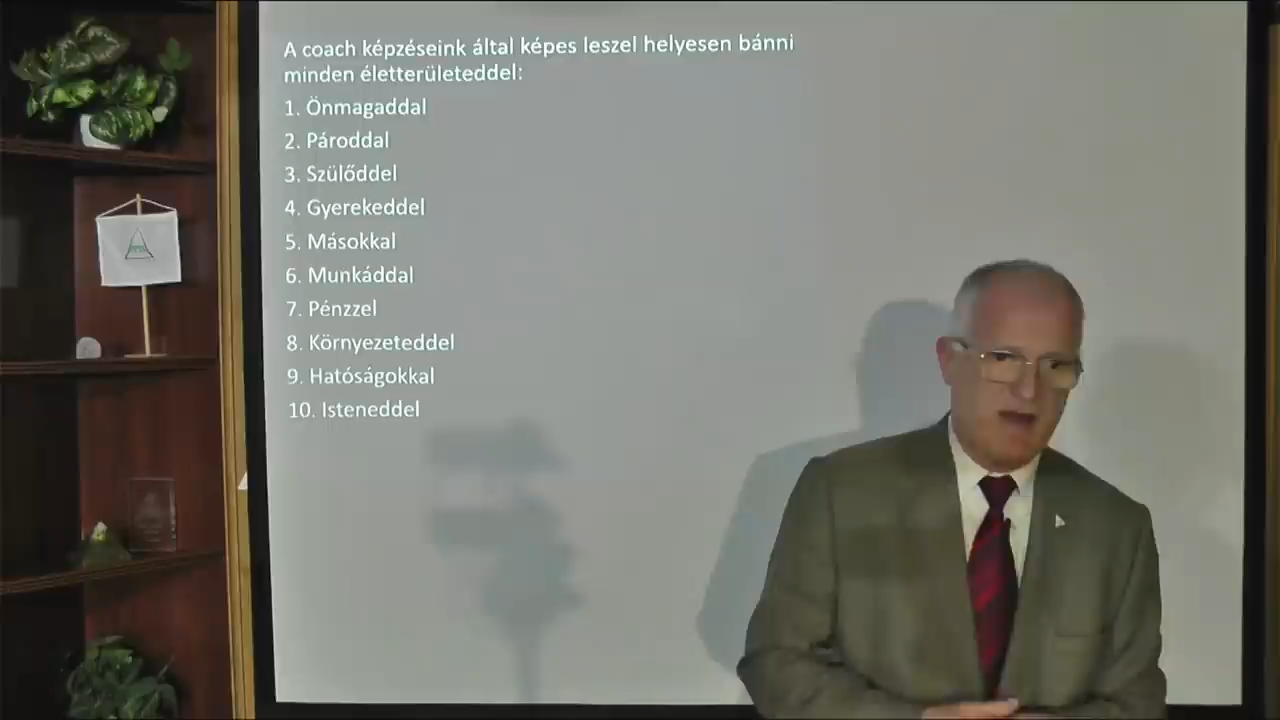 A coach képzéseink által képes leszel helyesen bánni
minden életterületeddel:
1. Önmagaddal
2. Pároddal
3. Szülőddel
4. Gyerekeddel
5. Másokkal
6. Munkáddal
7. Pénzzel
8. Környezeteddel
9. Hatóságokkal
10. Isteneddel